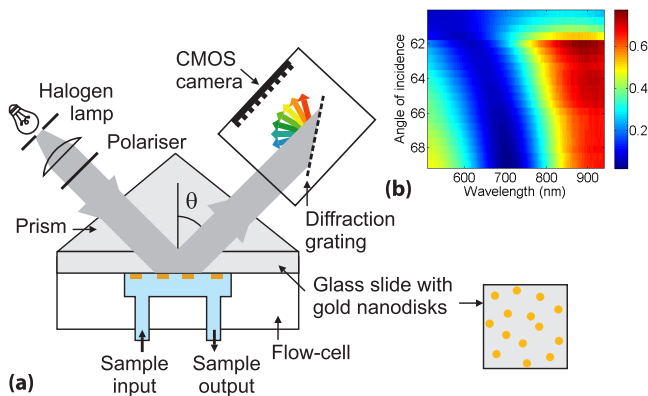 Halogen
lamp
Polariser
CMOS
camera
θ
Prism
Diffraction
grating
Glass slide with
gold nanodisks
Flow-cell
Sample
input
Sample
output
(a)
Angle of incidence
62
64
66
68
500
600
700
800
900
Wavelength (nm)
0.6
0.4
0.2
(b)